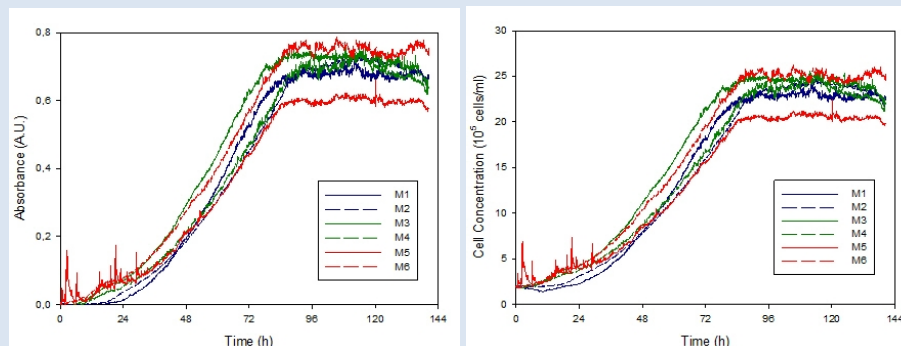 0,8
0,6
0,4
0,2
0,0
Absorbance (A.U.)
M1
M2
M3
M4
M5
M6
0 24 48 72 96 120 144
Time (h)
30
25
20
15
10
5
0
Cell Concentration (10⁵ cells/ml)
M1
M2
M3
M4
M5
M6
0 24 48 72 96 120 144
Time (h)